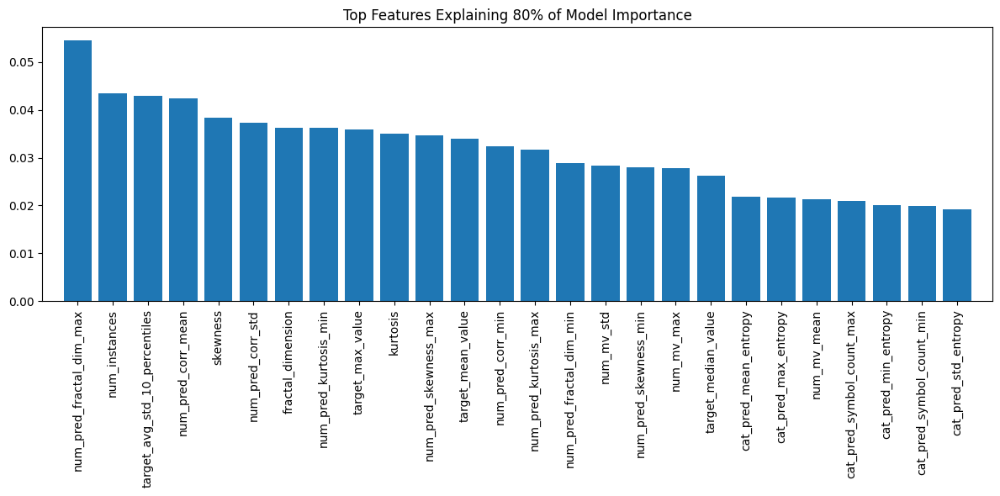 Top Features Explaining 80% of Model Importance
0.05
0.04
0.03
0.02
0.01
0.00
num_pred_fractal_dim_max
num_instances
target_avg_std_10_percentiles
num_pred_corr_mean
skewness
num_pred_corr_std
fractal_dimension
num_pred_kurtosis_min
target_max_value
kurtosis
num_pred_skewness_max
target_mean_value
num_pred_corr_min
num_pred_kurtosis_max
num_pred_fractal_dim_min
num_mv_std
num_pred_skewness_min
num_mv_max
target_median_value
cat_pred_mean_entropy
cat_pred_max_entropy
num_mv_mean
cat_pred_symbol_count_max
cat_pred_min_entropy
cat_pred_symbol_count_min
cat_pred_std_entropy